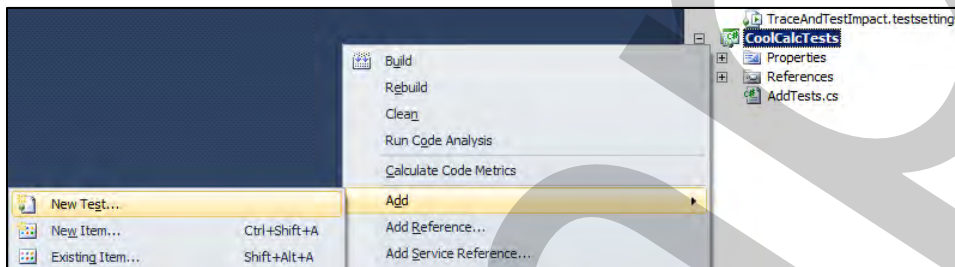 TraceAndTestImpact.testsetting
CoolCalcTests
Properties
References
AddTests.cs
Build
Rebuild
Clean
Run Code Analysis
Calculate Code Metrics
Add
Add Reference...
Add Service Reference...
New Test...
New Item... Ctrl+Shift+A
Existing Item... Shift+Alt+A